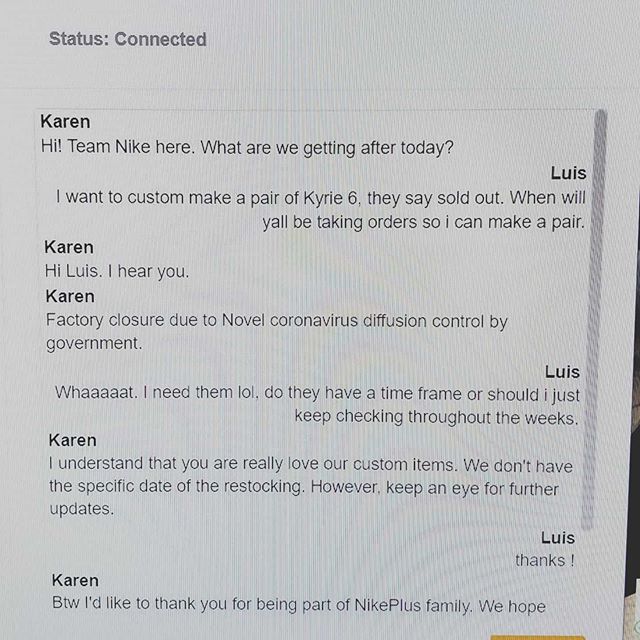 Status: Connected
Karen
Hi! Team Nike here. What are we getting after today?
Luis
I want to custom make a pair of Kyrie 6, they say sold out. When will
yall be taking orders so i can make a pair.
Karen
Hi Luis. I hear you.
Karen
Factory closure due to Novel coronavirus diffusion control by
government.
Luis
Whaaaaat. I need them lol, do they have a time frame or should i just
keep checking throughout the weeks.
Karen
I understand that you are really love our custom items. We don't have
the specific date of the restocking. However, keep an eye for further
updates.
Luis
thanks !
Karen
Btw I'd like to thank you for being part of NikePlus family. We hope